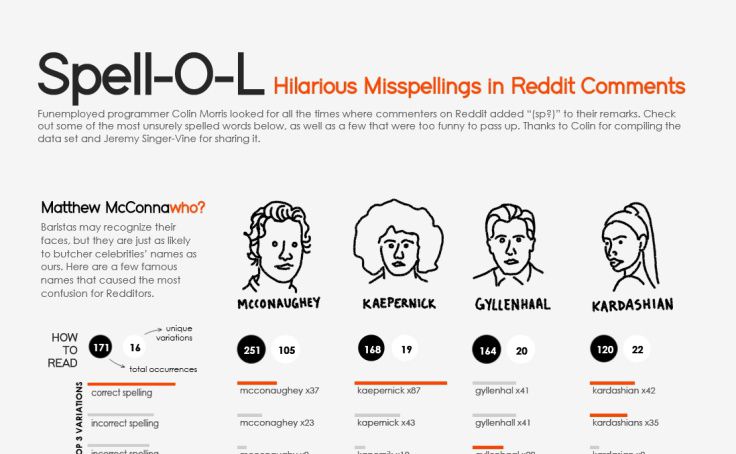 Spell-O-L Hilarious Misspellings in Reddit Comments
Funemployed programmer Colin Morris looked for all the times where commenters on Reddit added “(sp?)” to their remarks. Check
out some of the most unsurely spelled words below, as well as a few that were too funny to pass up. Thanks to Colin for compiling the
data set and Jeremy Singer-Vine for sharing it.
Matthew McConnawho?
Baristas may recognize their
faces, but they are just as likely
to butcher celebrities’ names as
ours. Here are a few famous
names that caused the most
confusion for Redditors.
MCCONAUGHEY KAEPERNICK GYLLENHAAL KARDASHIAN
HOW
TO
READ
171 16
unique
variations
total occurrences
251 105 168 19 164 20 120 22
correct spelling mcconaughey x37 kaepernick x87 gyllenhal x41 kardashian x42
incorrect spelling mcconaghey x23 kapernick x43 gyllenhall x41 kardashians x35
OP 3 VARIATIONS
incorrect spelling